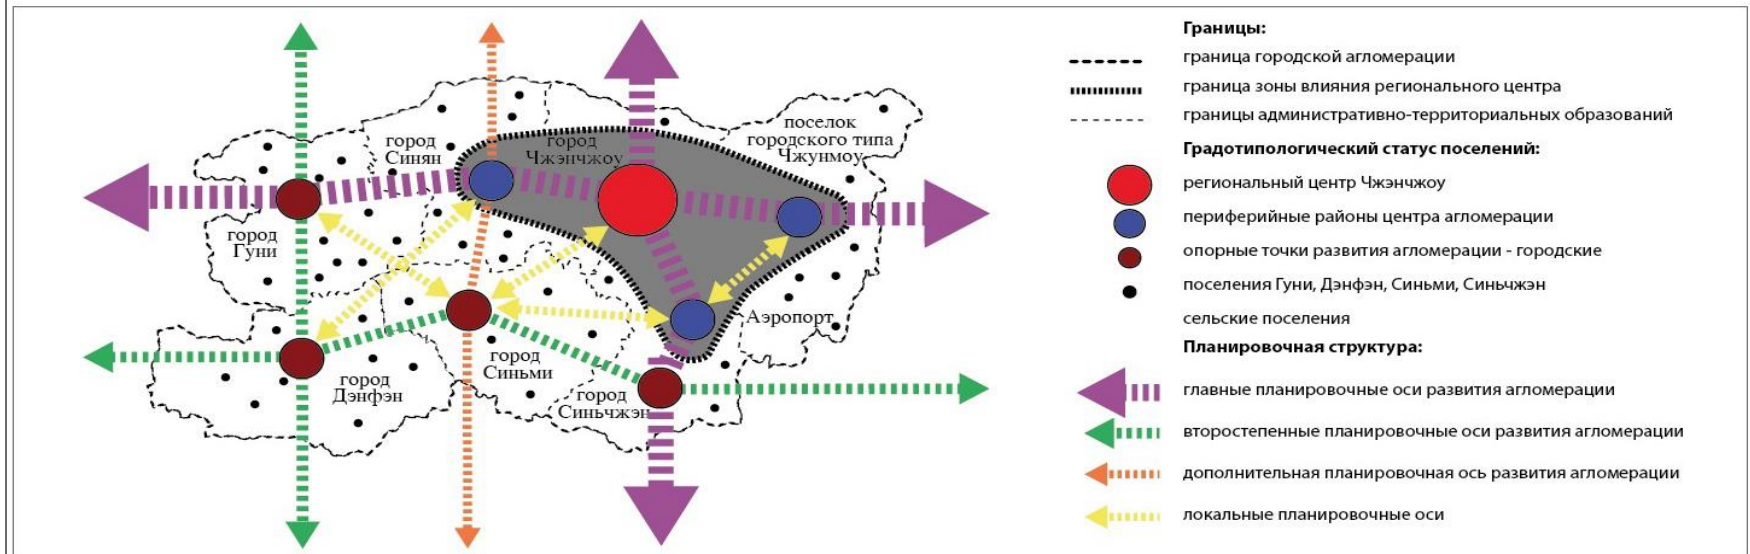 город
Синян
город
Чжэнчжоу
поселок
городского типа
Чжунмоу
город
Гуни
Аэропорт
город
Синьми
город
Дэнфэн
город
Синьчжэн
Границы:
граница городской агломерации
граница зоны влияния регионального центра
границы административно-территориальных образований
Градотипологический статус поселений:
региональный центр Чжэнчжоу
периферийные районы центра агломерации
опорные точки развития агломерации - городские
поселения Гуни, Дэнфэн, Синьми, Синьчжэн
сельские поселения
Планировочная структура:
главные планировочные оси развития агломерации
второстепенные планировочные оси развития агломерации
дополнительная планировочная ось развития агломерации
локальные планировочные оси